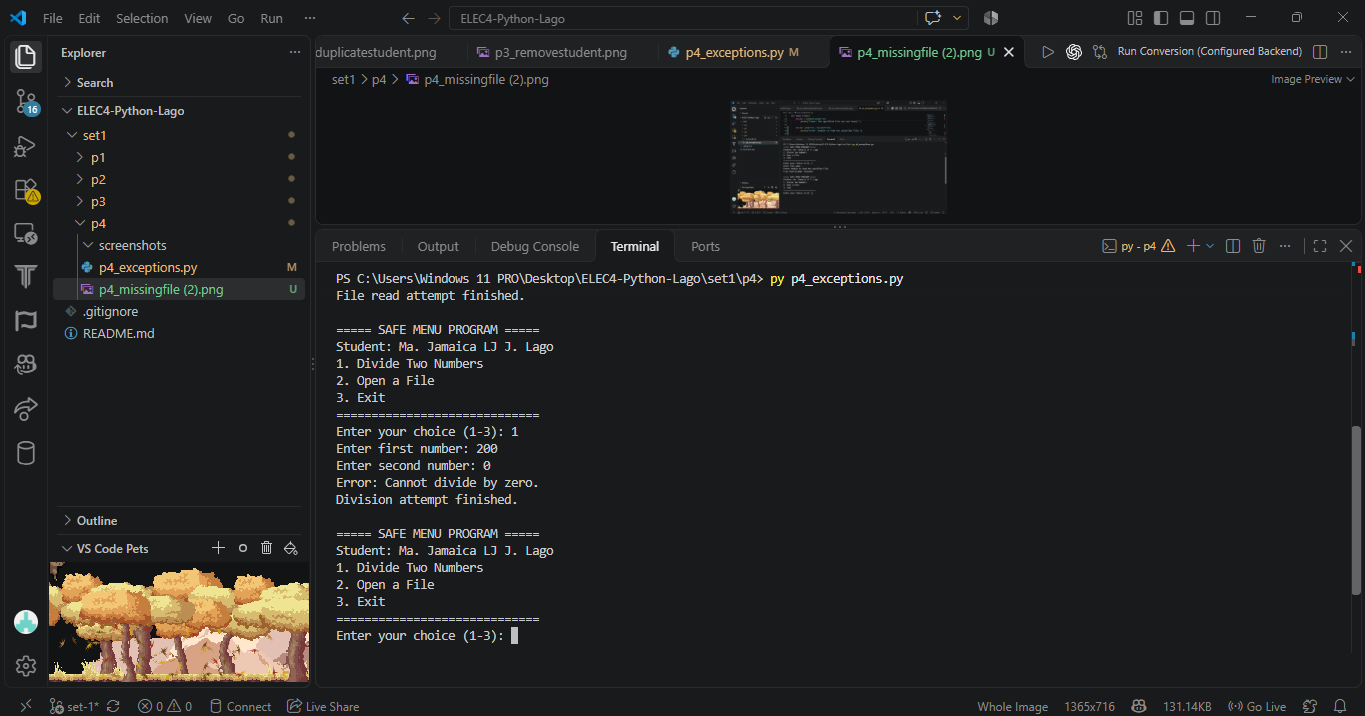 File Edit Selection View Go Run ··· ELEC4-Python-Lago
Explorer
Search
ELEC4-Python-Lago
set1
p1
p2
p3
p4
screenshots
p4_exceptions.py M
p4_missingfile (2).png U
.gitignore
README.md
Outline
VS Code Pets
16
duplicatestudent.png p3_removestudent.png p4_exceptions.py M p4_missingfile (2).png U Run Conversion (Configured Backend)
set1 > p4 > p4_missingfile (2).png Image Preview
Problems Output Debug Console Terminal Ports py - p4
PS C:\Users\Windows 11 PRO\Desktop\ELEC4-Python-Lago\set1\p4> py p4_exceptions.py
File read attempt finished.
===== SAFE MENU PROGRAM =====
Student: Ma. Jamaica LJ J. Lago
1. Divide Two Numbers
2. Open a File
3. Exit
=============================
Enter your choice (1-3): 1
Enter first number: 200
Enter second number: 0
Error: Cannot divide by zero.
Division attempt finished.
===== SAFE MENU PROGRAM =====
Student: Ma. Jamaica LJ J. Lago
1. Divide Two Numbers
2. Open a File
3. Exit
=============================
Enter your choice (1-3):
set-1* 0 0 Connect Live Share Whole Image 1365x716 131.14KB Go Live